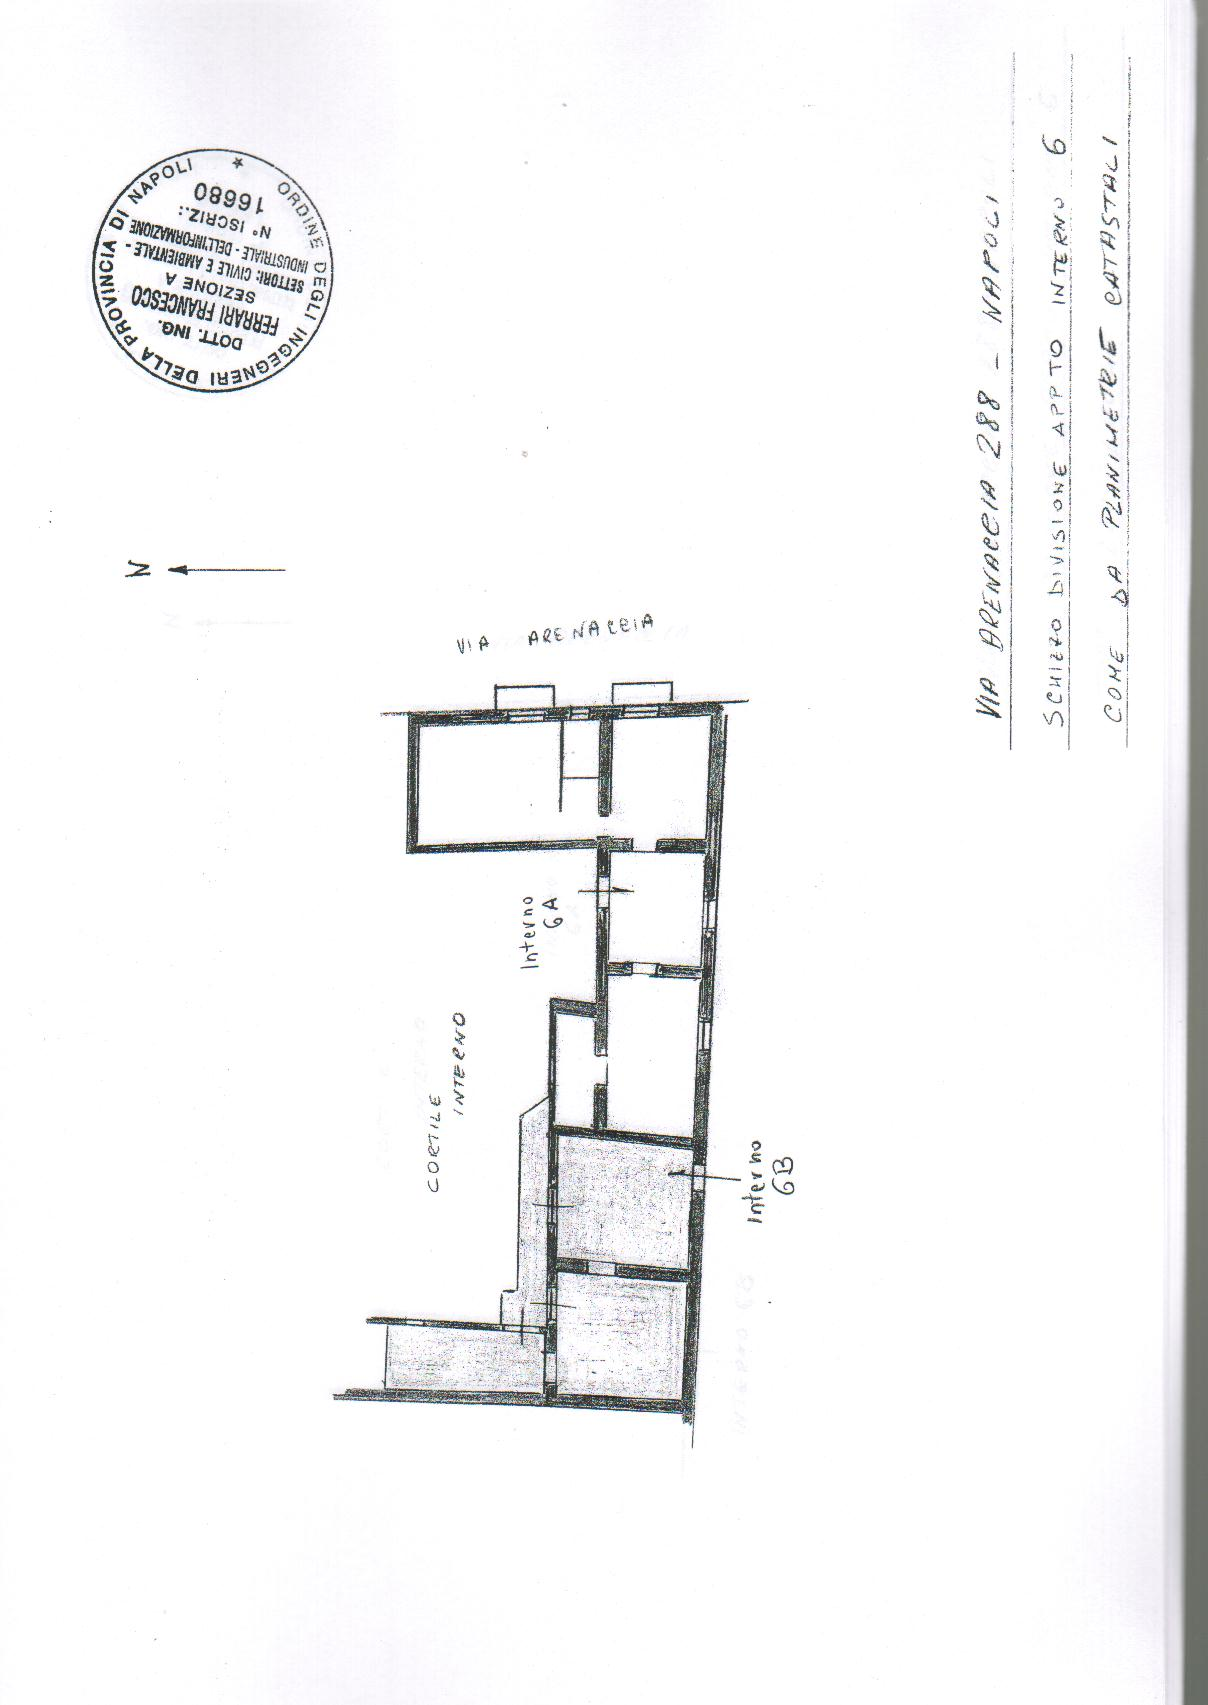 VIA ARENACCIA 288 - NAPOLI
SCHIZZO DIVISIONE APPTO INTERNO 6
COME DA PLANIMETRIE CATASTALI
VIA ARENACCIA
N
Interno
6A
CORTILE
INTERNO
Interno
6B
ORDINE DEGLI INGEGNERI DELLA PROVINCIA DI NAPOLI
DOTT. ING.
FERRARI FRANCESCO
SEZIONE A
SETTORI: CIVILE E AMBIENTALE -
INDUSTRIALE - DELL'INFORMAZIONE
N° ISCRIZ.:
16680